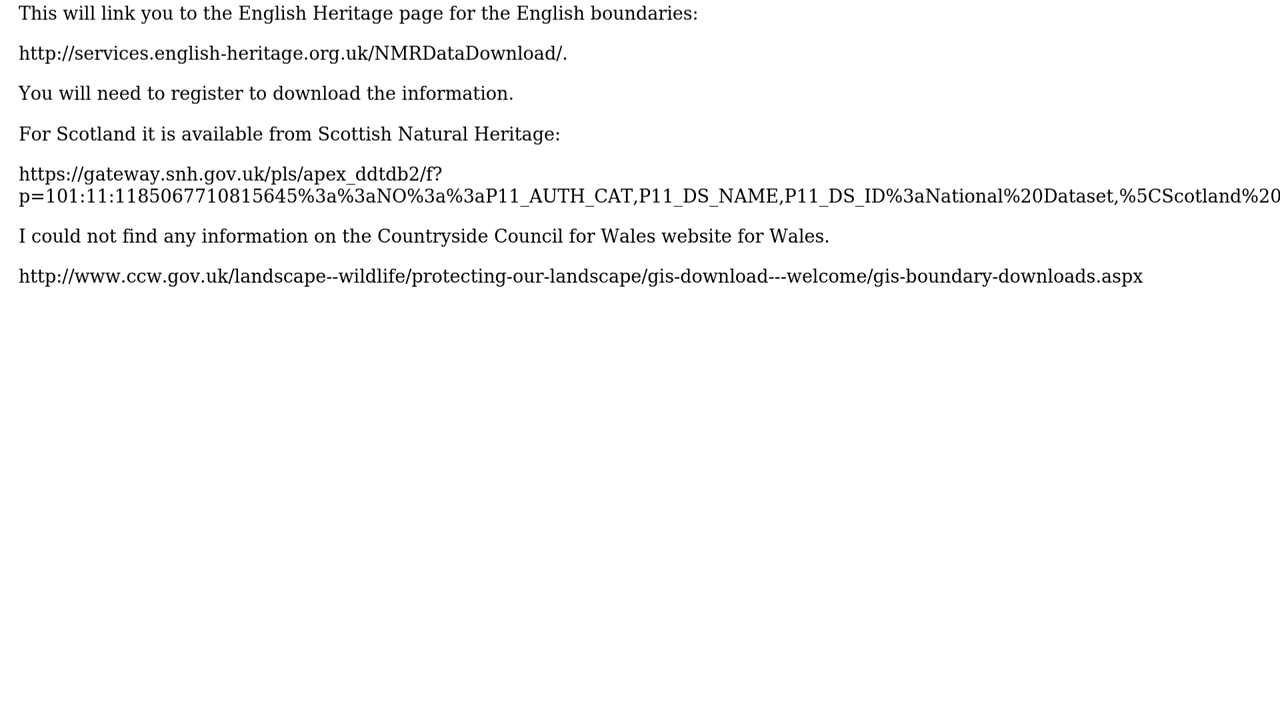 This will link you to the English Heritage page for the English boundaries:
http://services.english-heritage.org.uk/NMRDataDownload/.
You will need to register to download the information.
For Scotland it is available from Scottish Natural Heritage:
https://gateway.snh.gov.uk/pls/apex_ddtdb2/f?
p=101:11:1185067710815645%3a%3aNO%3a%3aP11_AUTH_CAT,P11_DS_NAME,P11_DS_ID%3aNational%20Dataset,%5CScotland%20
I could not find any information on the Countryside Council for Wales website for Wales.
http://www.ccw.gov.uk/landscape--wildlife/protecting-our-landscape/gis-download---welcome/gis-boundary-downloads.aspx